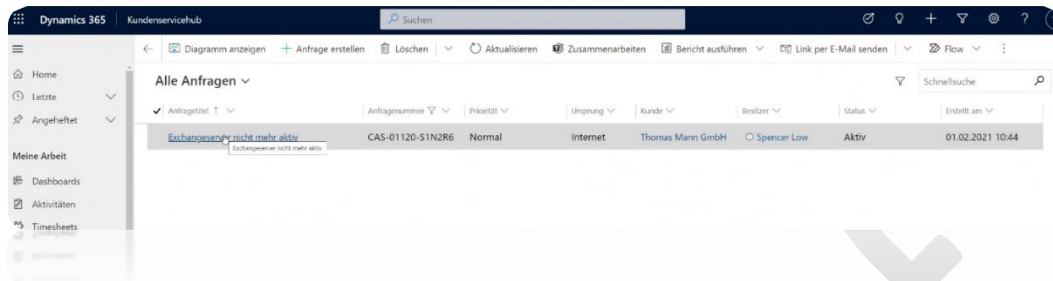 Dynamics 365 Kundenservicehub Suchen
Diagramm anzeigen Anfrage erstellen Löschen Aktualisieren Zusammenarbeiten Bericht ausführen Link per E-Mail senden Flow
Home
Letzte
Angeheftet
Meine Arbeit
Dashboards
Aktivitäten
Timesheets
Alle Anfragen Schnellsuche
Anfragetitel Anfragenummer Priorität Ursprung Kunde Besitzer Status Erstellt am
Exchangeserver nicht mehr aktiv CAS-01120-S1N2R6 Normal Internet Thomas Mann GmbH Spencer Low Aktiv 01.02.2021 10:44
Exchangeserver nicht mehr aktiv